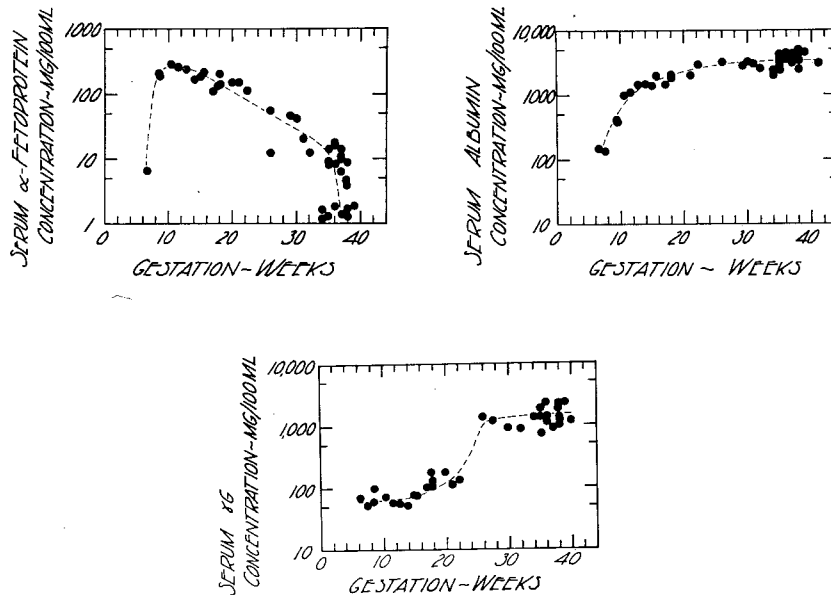 SERUM α-FETOPROTEIN
CONCENTRATION~MG/100ML
1000
100
10
1
0 10 20 30 40
GESTATION~WEEKS
SERUM ALBUMIN
CONCENTRATION~MG/100ML
10,000
1000
100
10
0 10 20 30 40
GESTATION ~ WEEKS
SERUM γG
CONCENTRATION~MG/100ML
10,000
1,000
100
10
0 10 20 30 40
GESTATION~WEEKS